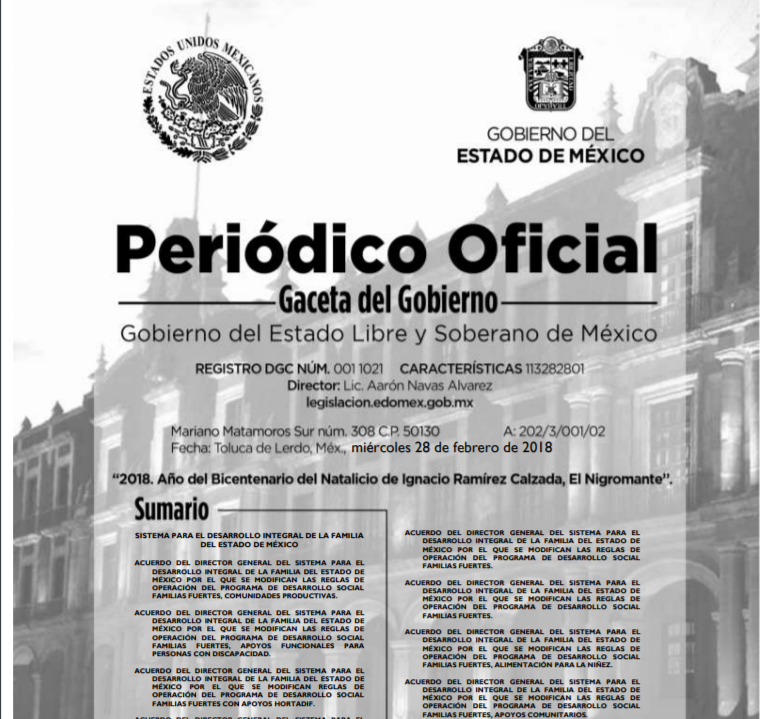 ESTADOS UNIDOS MEXICANOS
GOBIERNO DEL
ESTADO DE MÉXICO
Periódico Oficial
Gaceta del Gobierno
Gobierno del Estado Libre y Soberano de México
REGISTRO DGC NÚM. 001 1021 CARACTERÍSTICAS 113282801
Director: Lic. Aarón Navas Alvarez
legislacion.edomex.gob.mx
Mariano Matamoros Sur núm. 308 C.P. 50130 A: 202/3/001/02
Fecha: Toluca de Lerdo, Méx., miércoles 28 de febrero de 2018
“2018. Año del Bicentenario del Natalicio de Ignacio Ramírez Calzada, El Nigromante”.
Sumario
SISTEMA PARA EL DESARROLLO INTEGRAL DE LA FAMILIA
DEL ESTADO DE MÉXICO
ACUERDO DEL DIRECTOR GENERAL DEL SISTEMA PARA EL
DESARROLLO INTEGRAL DE LA FAMILIA DEL ESTADO DE
MÉXICO POR EL QUE SE MODIFICAN LAS REGLAS DE
OPERACIÓN DEL PROGRAMA DE DESARROLLO SOCIAL
FAMILIAS FUERTES, COMUNIDADES PRODUCTIVAS.
ACUERDO DEL DIRECTOR GENERAL DEL SISTEMA PARA EL
DESARROLLO INTEGRAL DE LA FAMILIA DEL ESTADO DE
MÉXICO POR EL QUE SE MODIFICAN LAS REGLAS DE
OPERACIÓN DEL PROGRAMA DE DESARROLLO SOCIAL
FAMILIAS FUERTES, APOYOS FUNCIONALES PARA
PERSONAS CON DISCAPACIDAD.
ACUERDO DEL DIRECTOR GENERAL DEL SISTEMA PARA EL
DESARROLLO INTEGRAL DE LA FAMILIA DEL ESTADO DE
MÉXICO POR EL QUE SE MODIFICAN REGLAS DE
OPERACIÓN DEL PROGRAMA DE DESARROLLO SOCIAL
FAMILIAS FUERTES CON APOYOS HORTADIF.
ACUERDO DEL DIRECTOR GENERAL DEL SISTEMA PARA EL
ACUERDO DEL DIRECTOR GENERAL DEL SISTEMA PARA EL
DESARROLLO INTEGRAL DE LA FAMILIA DEL ESTADO DE
MÉXICO POR EL QUE SE MODIFICAN LAS REGLAS DE
OPERACIÓN DEL PROGRAMA DE DESARROLLO SOCIAL
FAMILIAS FUERTES.
ACUERDO DEL DIRECTOR GENERAL DEL SISTEMA PARA EL
DESARROLLO INTEGRAL DE LA FAMILIA DEL ESTADO DE
MÉXICO POR EL QUE SE MODIFICAN LAS REGLAS DE
OPERACIÓN DEL PROGRAMA DE DESARROLLO SOCIAL
FAMILIAS FUERTES.
ACUERDO DEL DIRECTOR GENERAL DEL SISTEMA PARA EL
DESARROLLO INTEGRAL DE LA FAMILIA DEL ESTADO DE
MÉXICO POR EL QUE SE MODIFICAN LAS REGLAS DE
OPERACIÓN DEL PROGRAMA DE DESARROLLO SOCIAL
FAMILIAS FUERTES, ALIMENTACIÓN PARA LA NIÑEZ.
ACUERDO DEL DIRECTOR GENERAL DEL SISTEMA PARA EL
DESARROLLO INTEGRAL DE LA FAMILIA DEL ESTADO DE
MÉXICO POR EL QUE SE MODIFICAN LAS REGLAS DE
OPERACIÓN DEL PROGRAMA DE DESARROLLO SOCIAL
FAMILIAS FUERTES, APOYOS COMUNITARIOS.